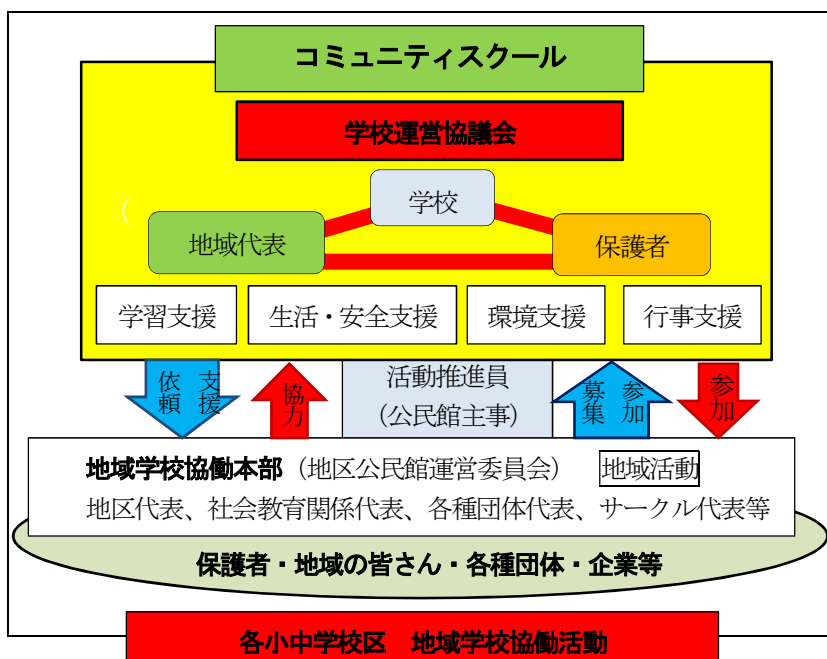 コミュニティスクール
学校運営協議会
学校
地域代表
保護者
（
学習支援
生活・安全支援
環境支援
行事支援
支援
依頼
協力
活動推進員
（公民館主事）
参加
募集
参加
地域学校協働本部（地区公民館運営委員会） 地域活動
地区代表、社会教育関係代表、各種団体代表、サークル代表等
保護者・地域の皆さん・各種団体・企業等
各小中学校区　地域学校協働活動